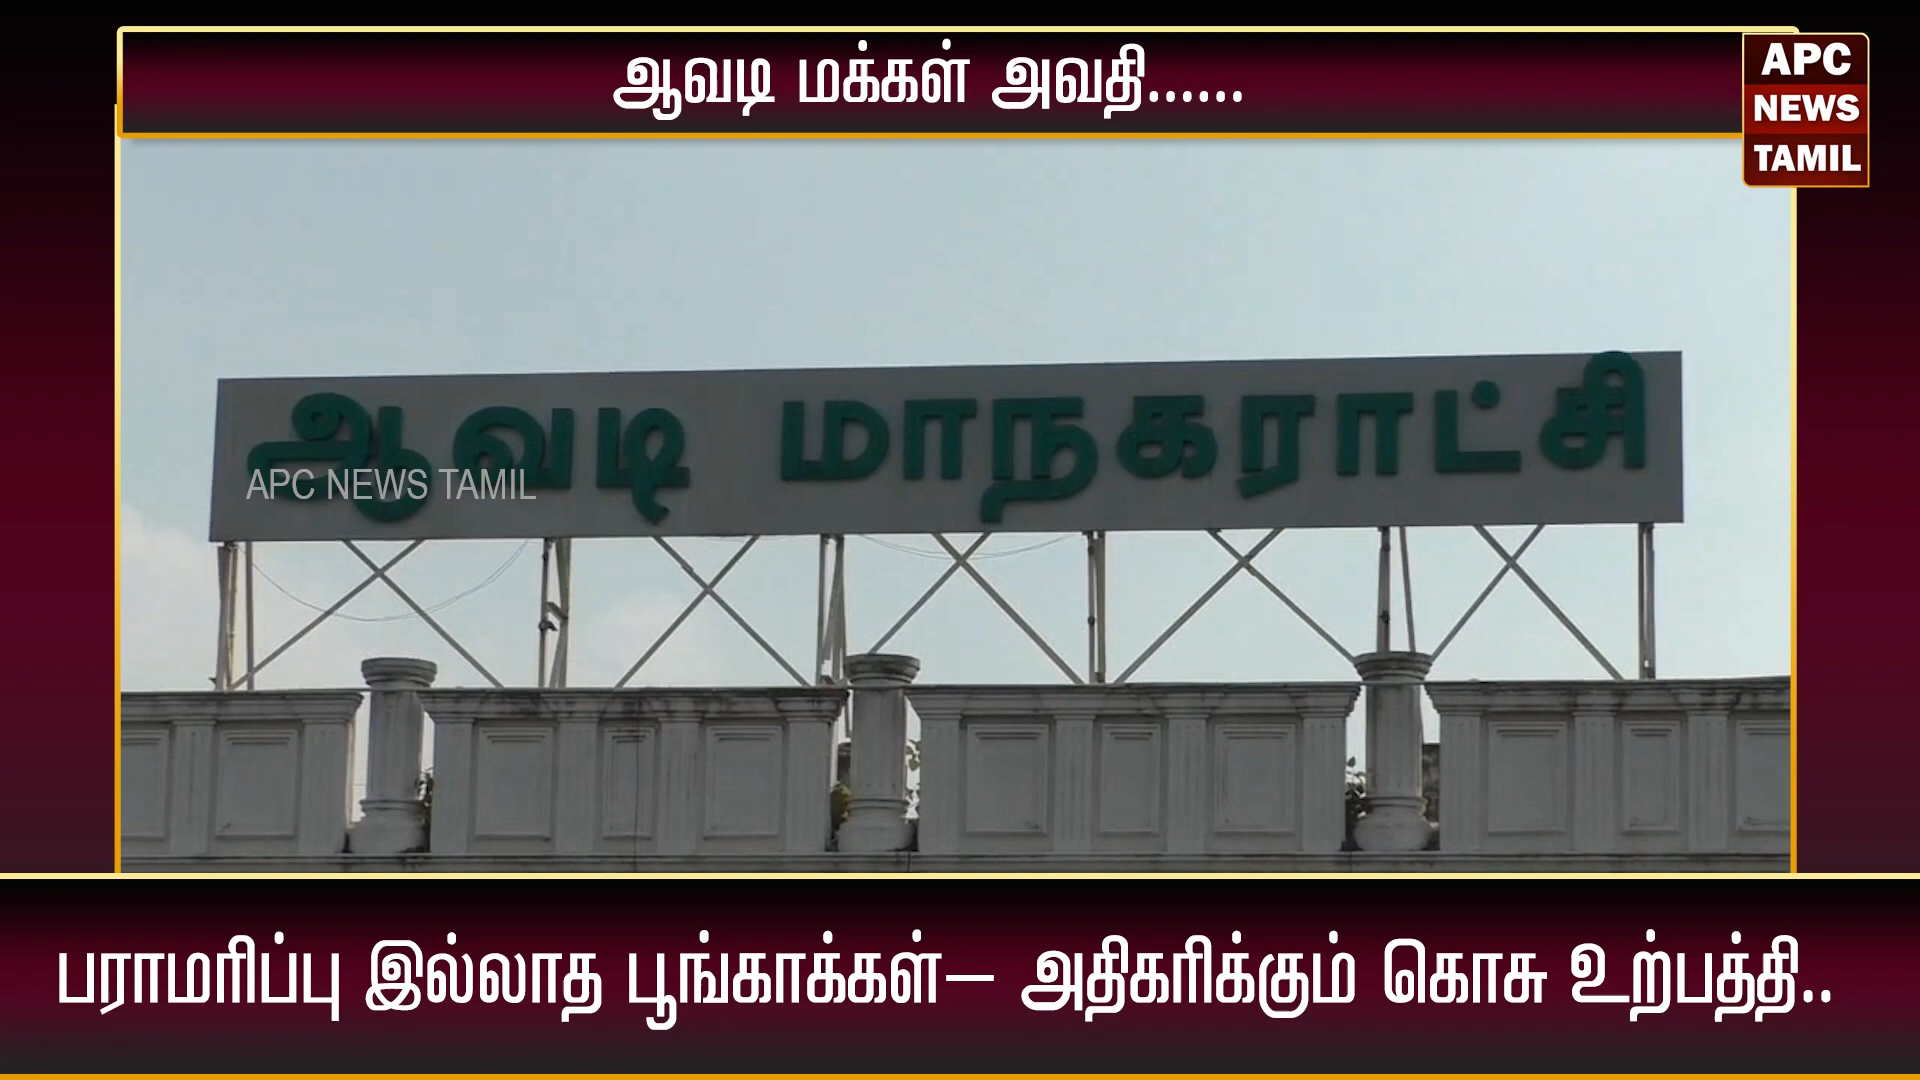 ஆவடி மக்கள் அவதி......
APC
NEWS
TAMIL
ஆவடி மாநகராட்சி
APC NEWS TAMIL
பராமரிப்பு இல்லாத பூங்காக்கள்– அதிகரிக்கும் கொசு உற்பத்தி..